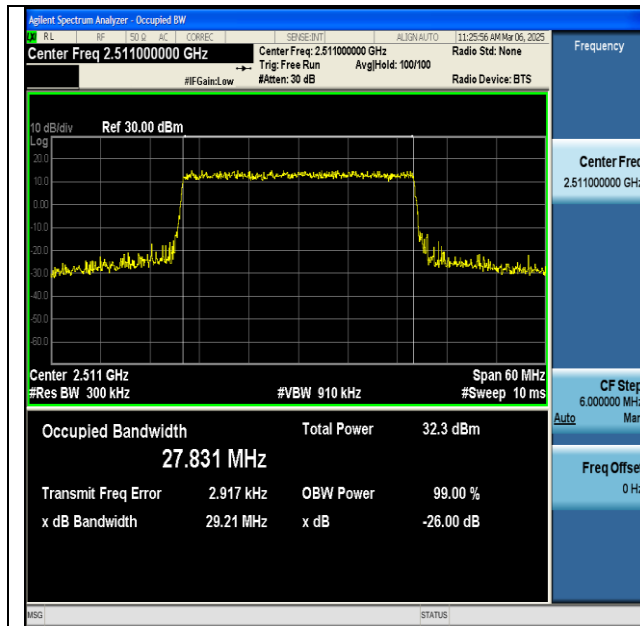 Agilent Spectrum Analyzer - Occupied BW
LXI RL RF 50 Ω AC CORREC SENSE:INT ALIGN AUTO 11:25:56 AM Mar 06, 2025
Center Freq 2.511000000 GHz
Center Freq: 2.511000000 GHz
Radio Std: None
Trig: Free Run Avg|Hold: 100/100
#IFGain:Low
#Atten: 30 dB
Radio Device: BTS
10 dB/div Ref 30.00 dBm
Log
20.0
10.0
0.00
-10.0
-20.0
-30.0
-40.0
-50.0
-60.0
Center 2.511 GHz
Span 60 MHz
#Res BW 300 kHz
#VBW 910 kHz
#Sweep 10 ms
Occupied Bandwidth
27.831 MHz
Total Power 32.3 dBm
Transmit Freq Error 2.917 kHz
OBW Power 99.00 %
x dB Bandwidth 29.21 MHz
x dB -26.00 dB
MSG
STATUS
Frequency
Center Freq
2.511000000 GHz
CF Step
6.000000 MHz
Auto Man
Freq Offset
0 Hz